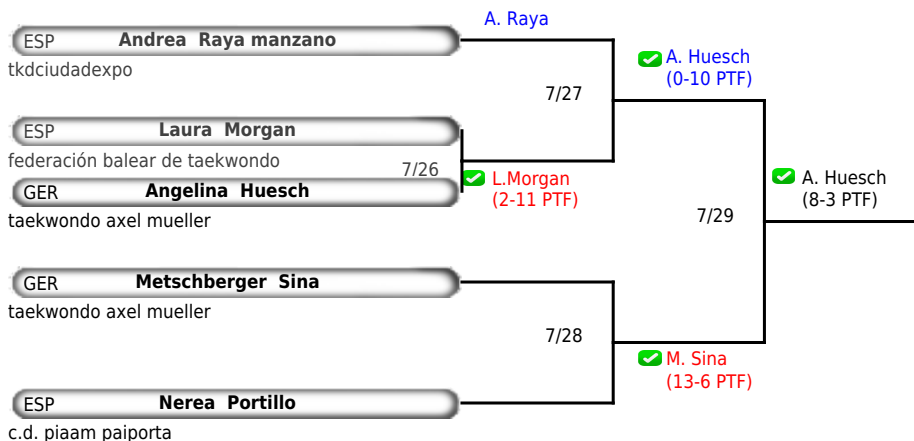 A. Raya
ESP Andrea Raya manzano
tkdciudadexpo
A. Huesch
(0-10 PTF)
7/27
ESP Laura Morgan
federación balear de taekwondo
7/26
L.Morgan
(2-11 PTF)
GER Angelina Huesch
taekwondo axel mueller
A. Huesch
(8-3 PTF)
7/29
GER Metschberger Sina
taekwondo axel mueller
7/28
M. Sina
(13-6 PTF)
ESP Nerea Portillo
c.d. piaam paiporta